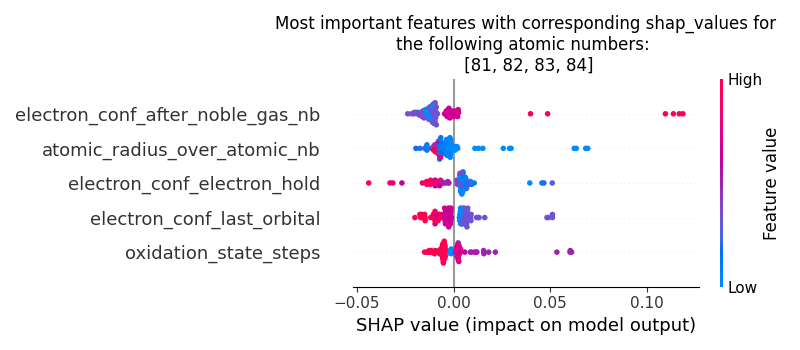 Most important features with corresponding shap_values for
the following atomic numbers:
[81, 82, 83, 84]
High
electron_conf_after_noble_gas_nb
atomic_radius_over_atomic_nb
electron_conf_electron_hold
electron_conf_last_orbital
oxidation_state_steps
Feature value
Low
−0.05 0.00 0.05 0.10
SHAP value (impact on model output)